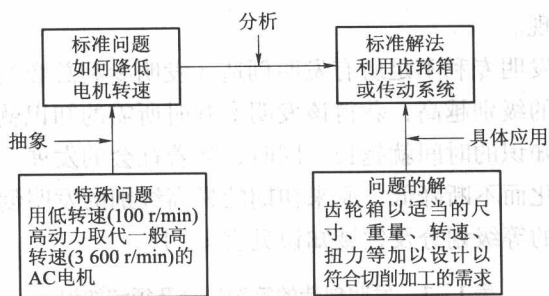 分析
标准问题
如何降低
电机转速
标准解法
利用齿轮箱
或传动系统
抽象
具体应用
特殊问题
用低转速(100 r/min)
高动力取代一般高
转速(3 600 r/min)的
AC电机
问题的解
齿轮箱以适当的尺
寸、重量、转速、
扭力等加以设计以
符合切削加工的需求